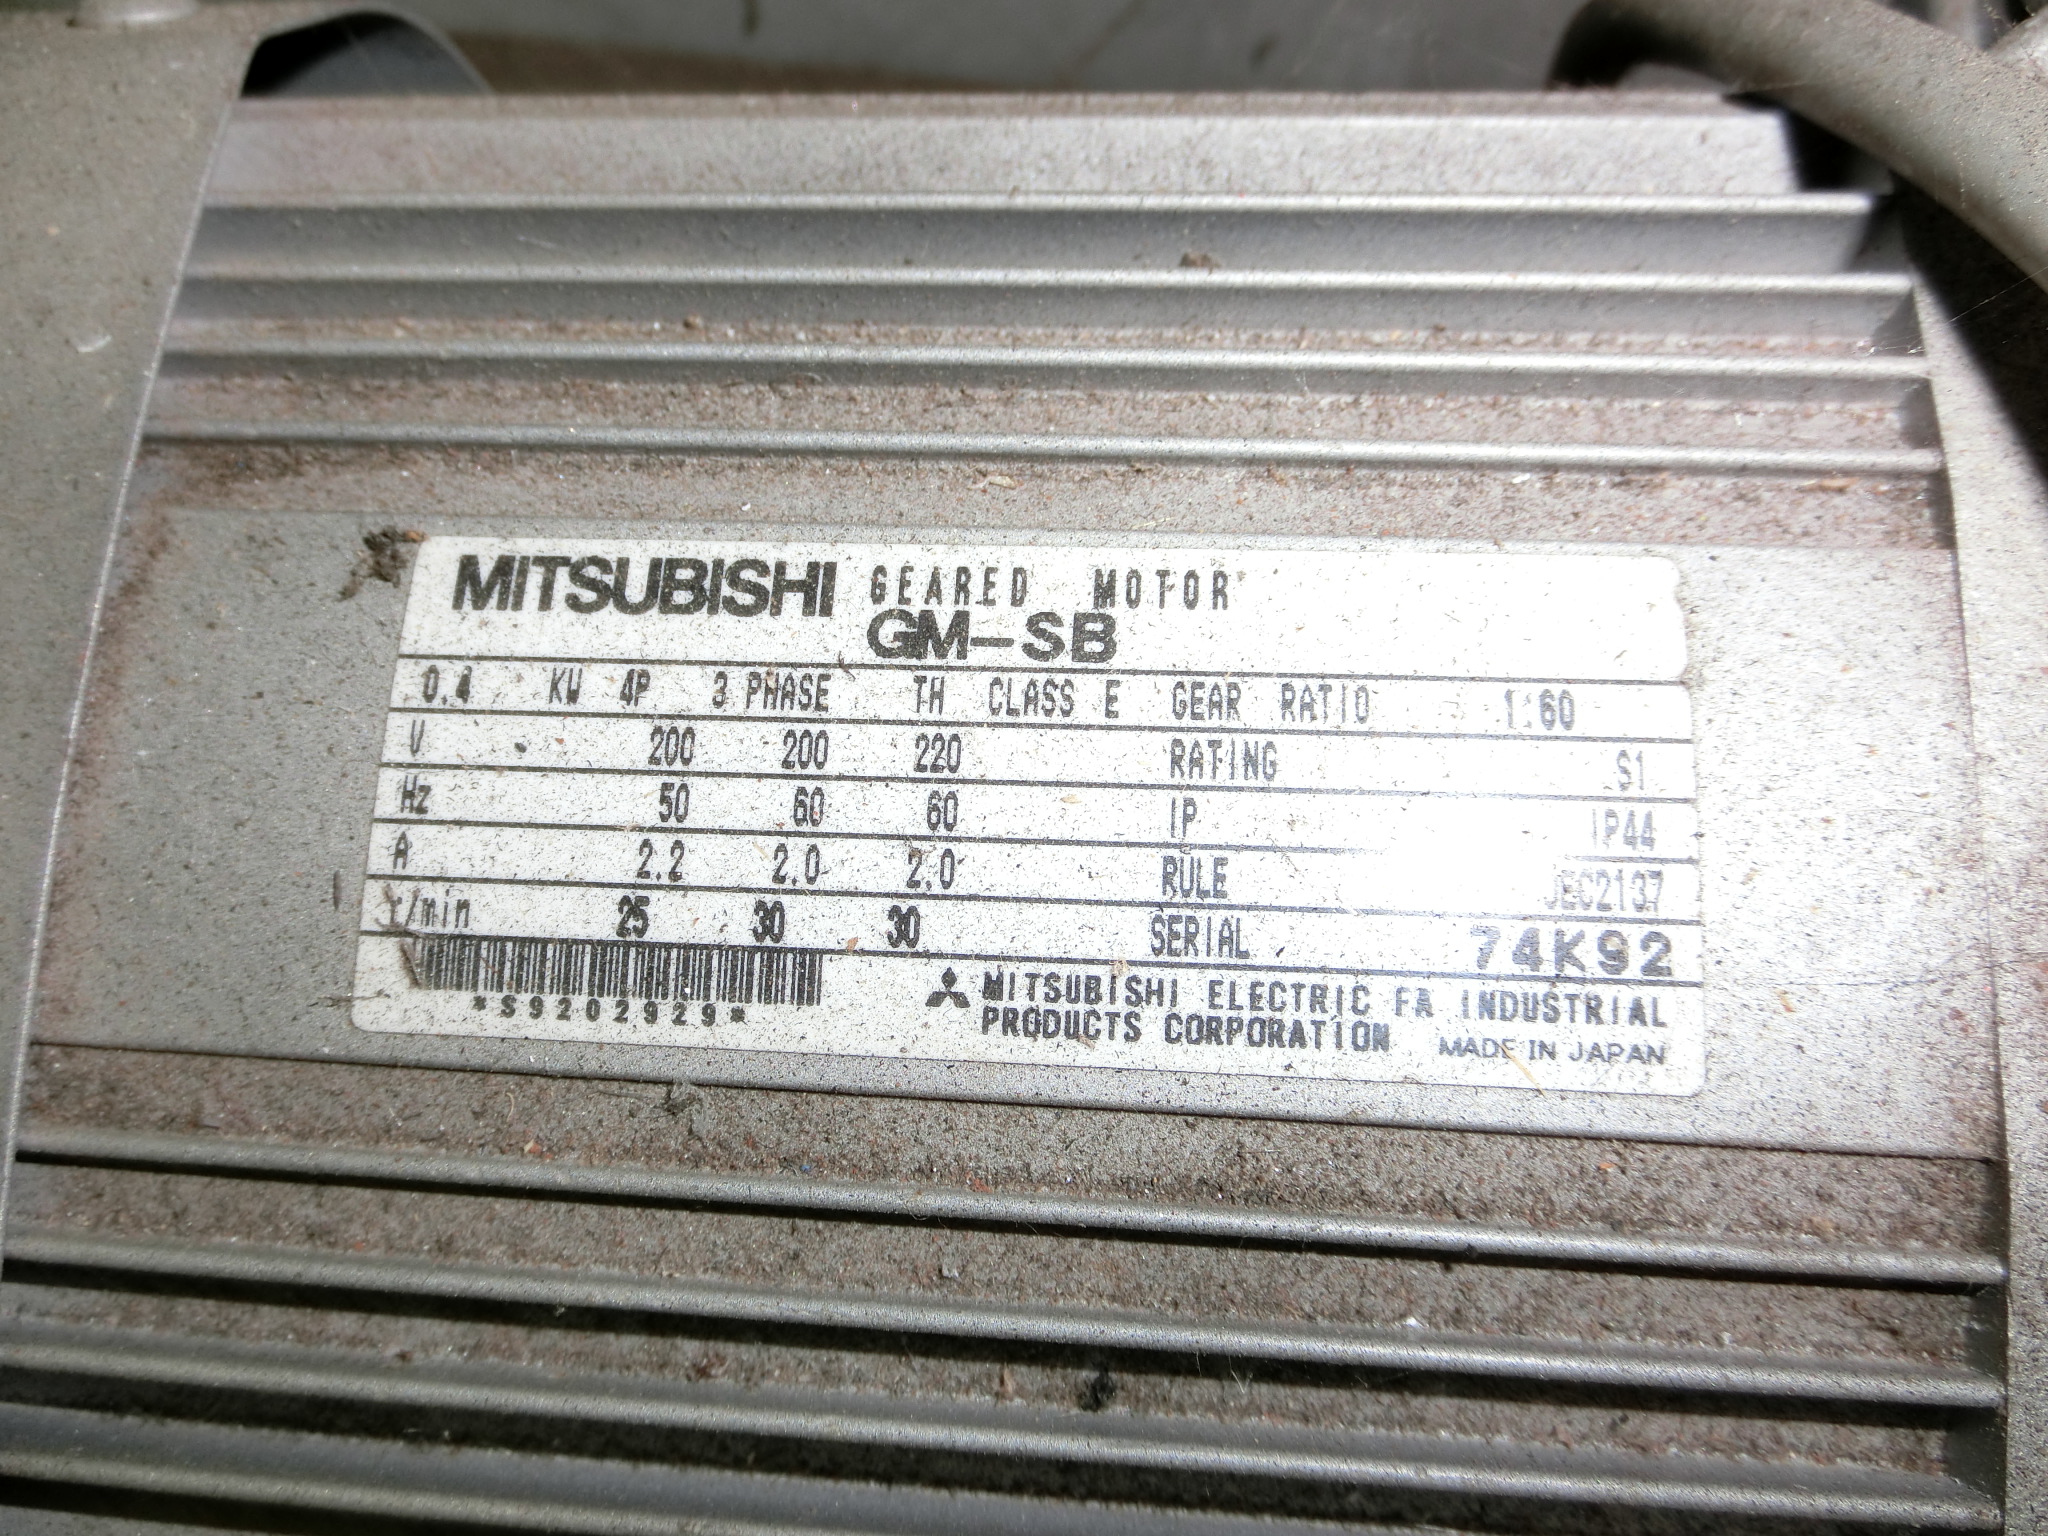 MITSUBISHI GEARED MOTOR
GM-SB
0.4 KW 4P 3 PHASE TH CLASS E GEAR RATIO 1:60
V 200 200 220 RATING S1
Hz 50 60 60 IP IP44
A 2.2 2.0 2.0 RULE JEC2137
r/min 25 30 30 SERIAL 74K92
*S9202929*
MITSUBISHI ELECTRIC FA INDUSTRIAL
PRODUCTS CORPORATION MADE IN JAPAN